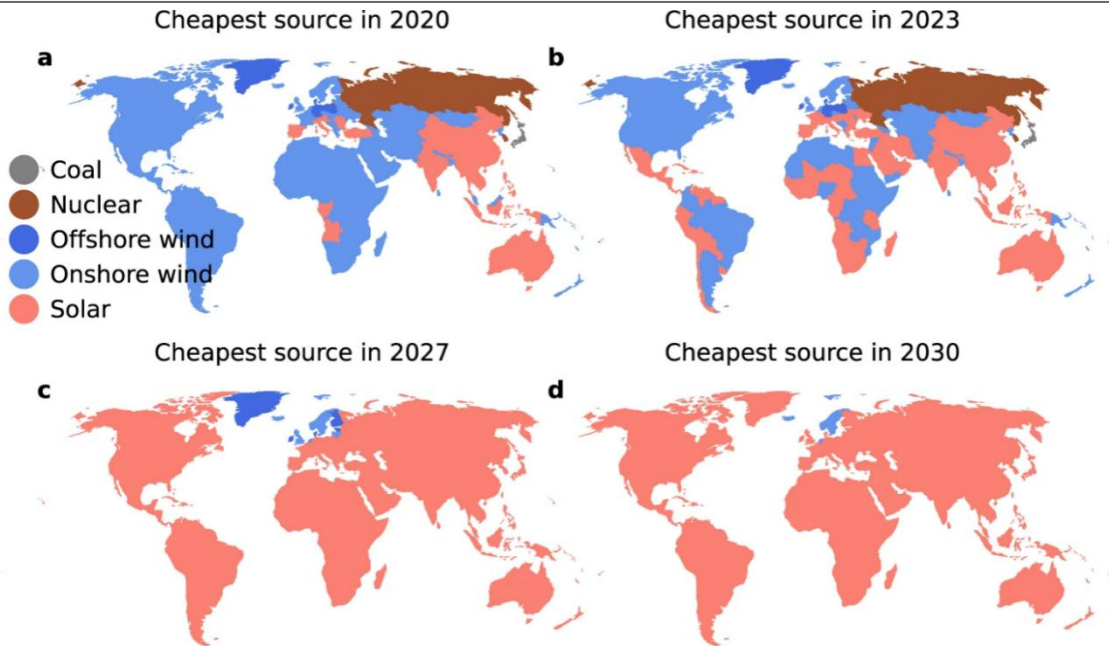 Cheapest source in 2020
Cheapest source in 2023
a
b
Coal
Nuclear
Offshore wind
Onshore wind
Solar
Cheapest source in 2027
Cheapest source in 2030
c
d